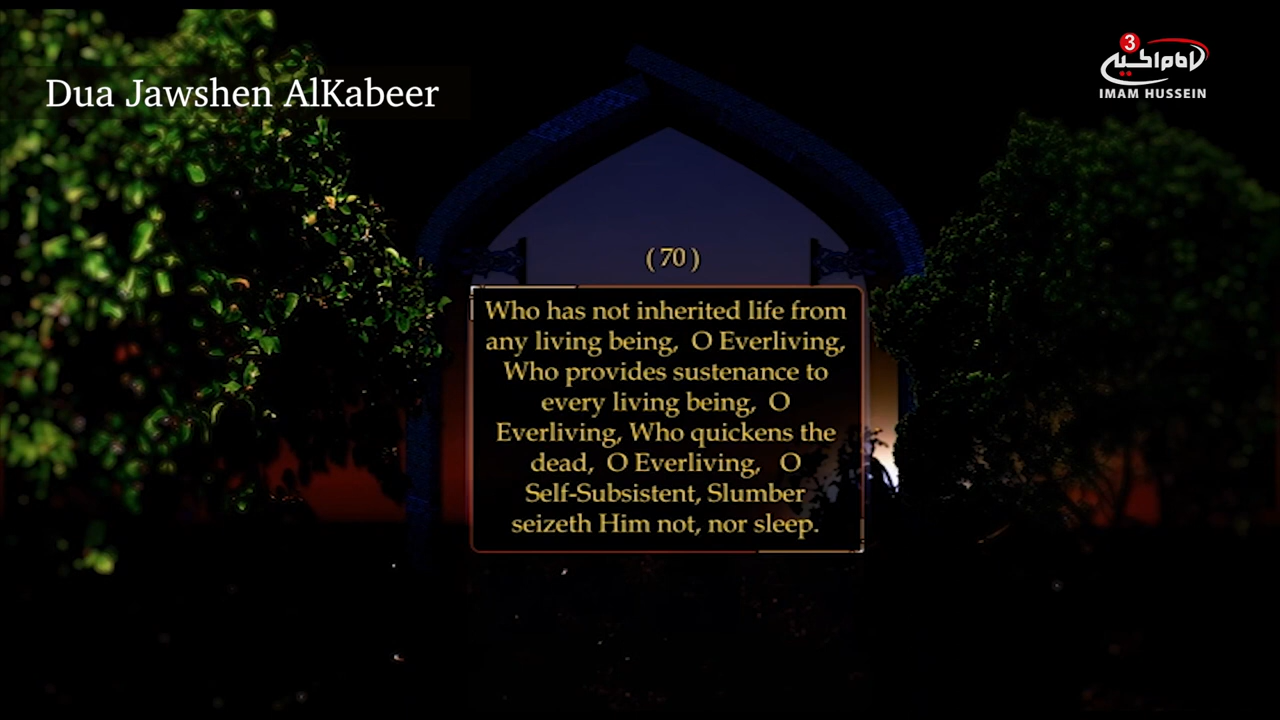 Dua Jawshen AlKabeer
3
IMAM HUSSEIN
( 70 )
Who has not inherited life from
any living being, O Everliving,
Who provides sustenance to
every living being, O
Everliving, Who quickens the
dead, O Everliving, O
Self-Subsistent, Slumber
seizeth Him not, nor sleep.